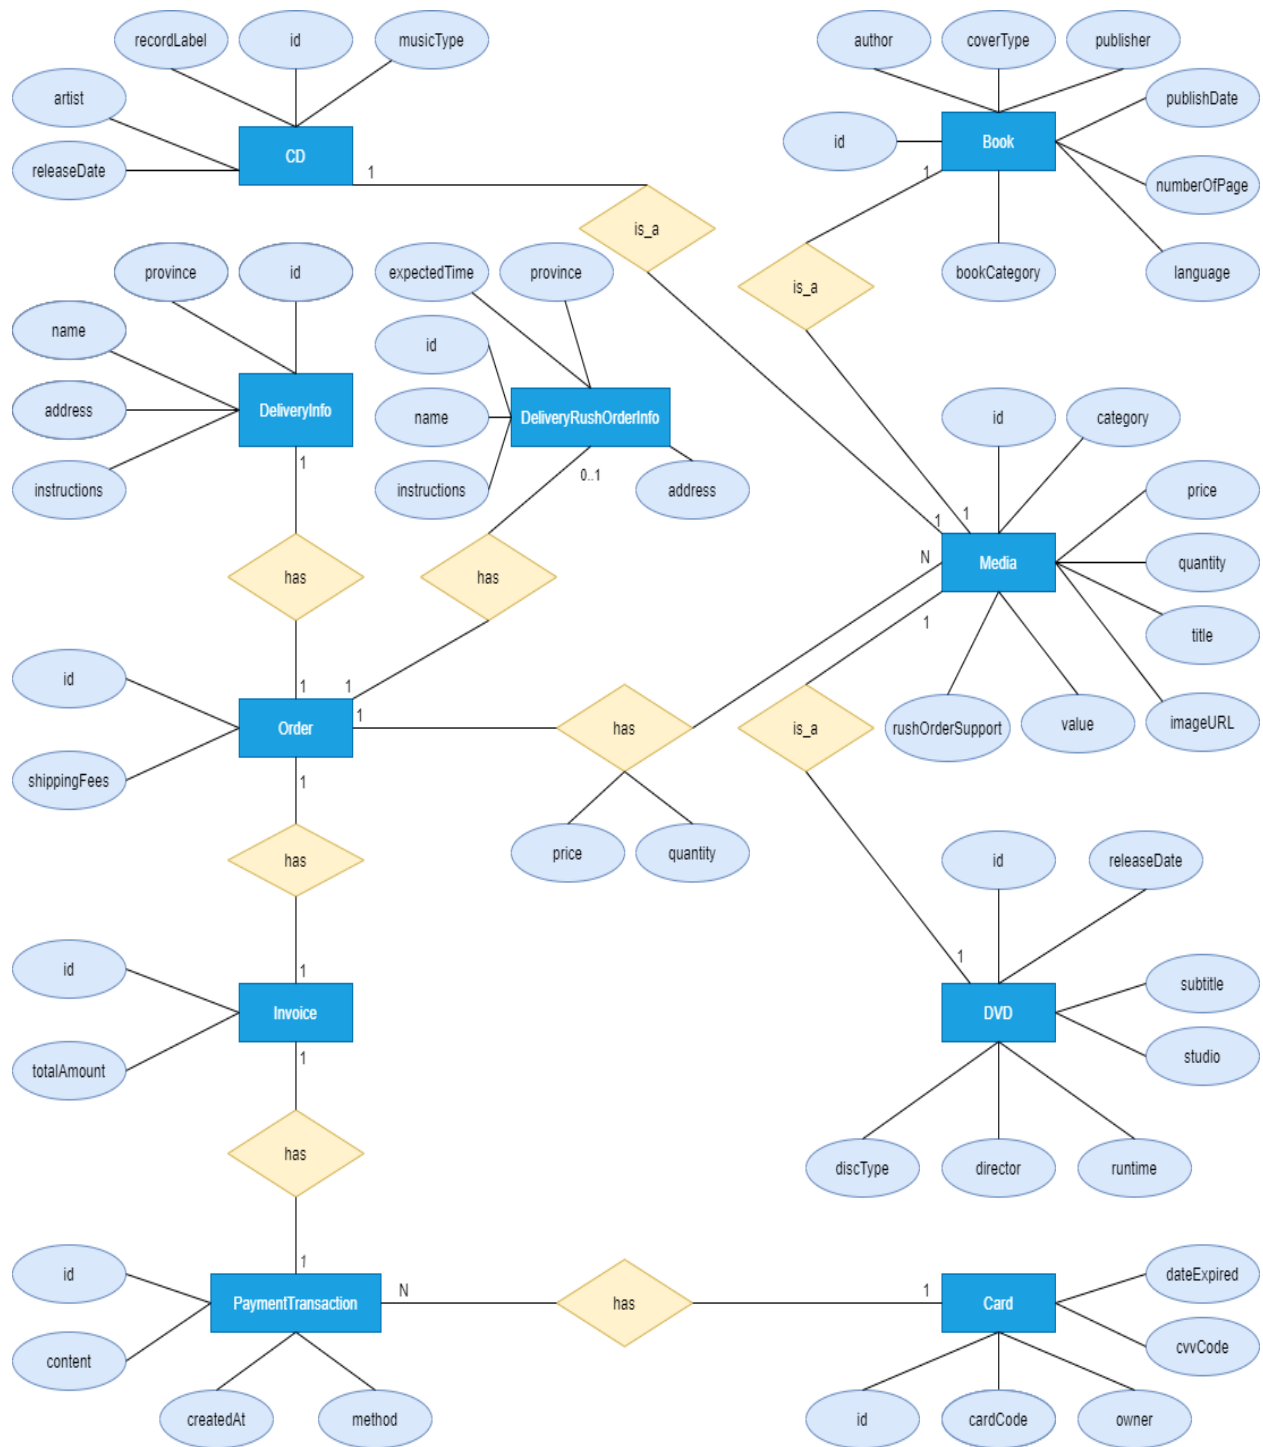 recordLabel
id
musicType
artist
releaseDate
CD
1
is_a
author
coverType
publisher
publishDate
id
Book
numberOfPage
1
bookCategory
language
is_a
province
id
name
address
instructions
DeliveryInfo
1
expectedTime
province
id
name
instructions
DeliveryRushOrderInfo
0..1
address
has
has
id
category
price
quantity
title
imageURL
value
rushOrderSupport
Media
1
1
N
1
is_a
id
shippingFees
Order
1
1
1
1
has
price
quantity
has
id
totalAmount
1
Invoice
1
has
id
releaseDate
subtitle
studio
1
DVD
discType
director
runtime
id
content
1
PaymentTransaction
createdAt
method
N
has
1
Card
dateExpired
cvvCode
id
cardCode
owner